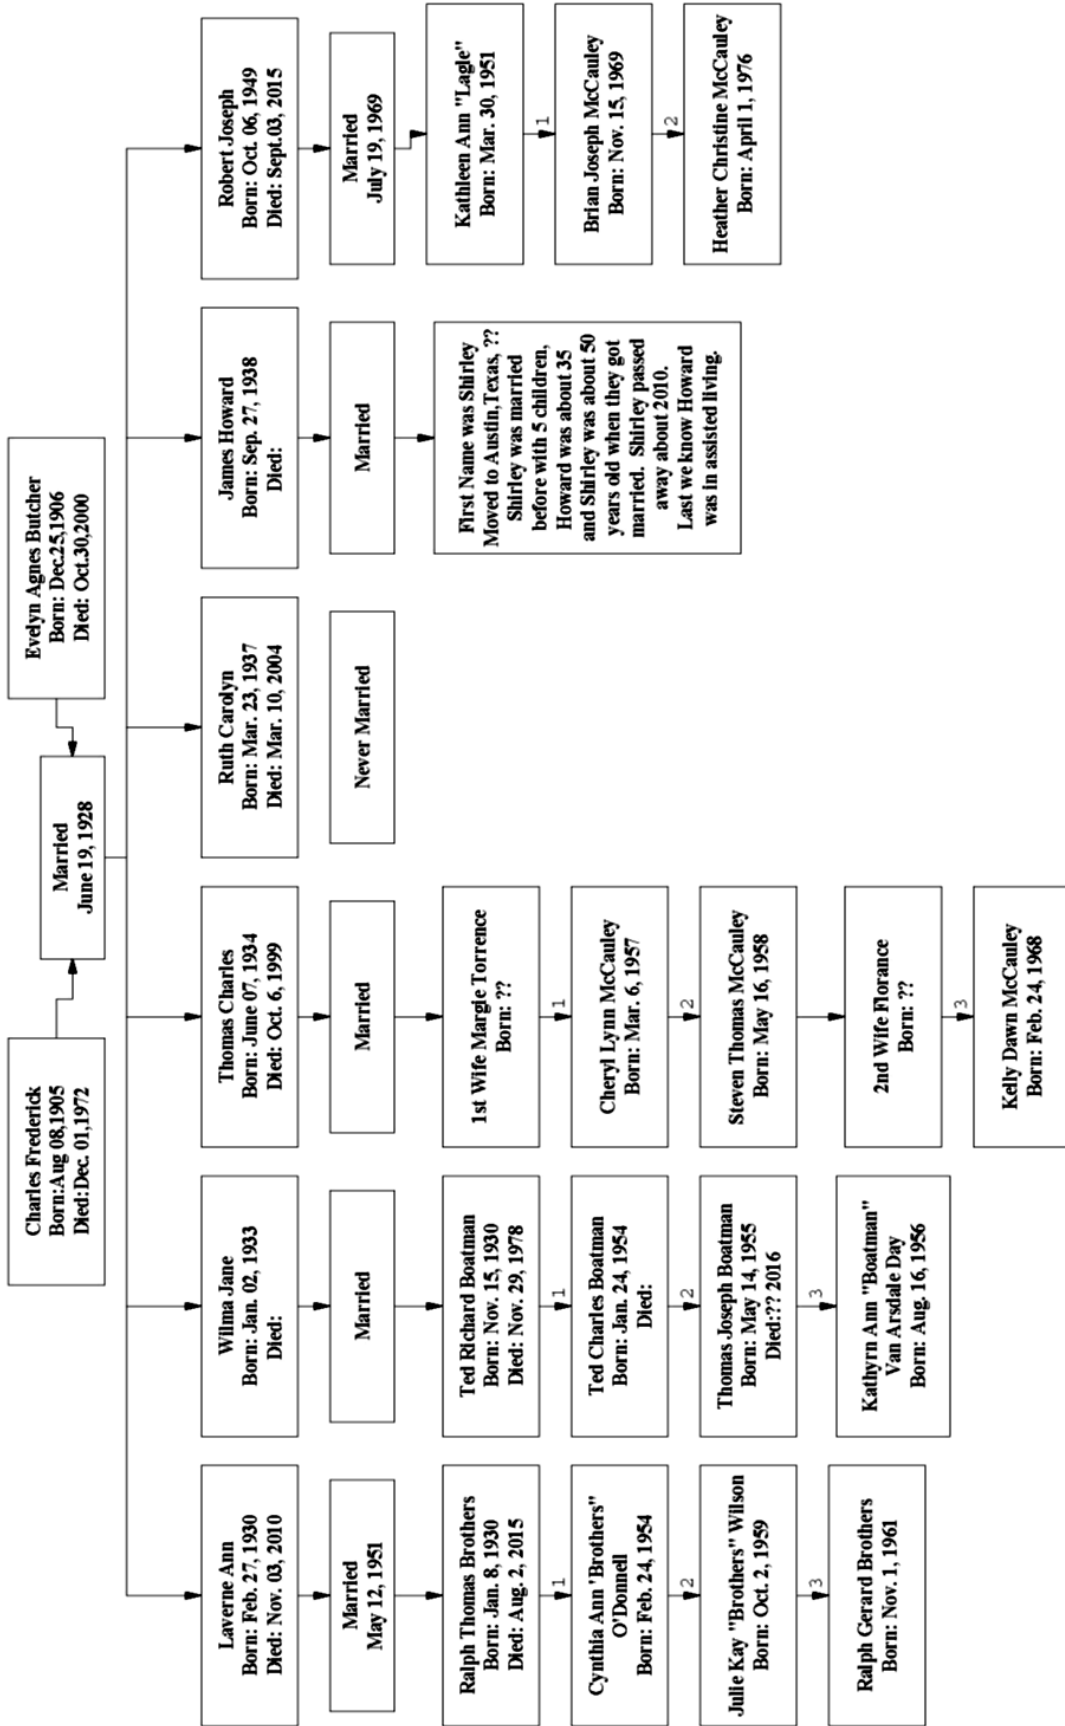 Charles Frederick
Born:Aug 08,1905
Died:Dec. 01,1972
Married
June 19, 1928
Evelyn Agnes Butcher
Born: Dec.25,1906
Died: Oct.30,2000
Laverne Ann
Born: Feb. 27, 1930
Died: Nov. 03, 2010
Married
May 12, 1951
Ralph Thomas Brothers
Born: Jan. 8, 1930
Died: Aug. 2, 2015
1
Cynthia Ann 'Brothers"
O'Donnell
Born: Feb. 24, 1954
2
Julie Kay "Brothers" Wilson
Born: Oct. 2, 1959
3
Ralph Gerard Brothers
Born: Nov. 1, 1961
Wilma Jane
Born: Jan. 02, 1933
Died:
Married
Ted Richard Boatman
Born: Nov. 15, 1930
Died: Nov. 29, 1978
1
Ted Charles Boatman
Born: Jan. 24, 1954
Died:
2
Thomas Joseph Boatman
Born: May 14, 1955
Died:?? 2016
3
Kathyrn Ann "Boatman"
Van Arsdale Day
Born: Aug. 16, 1956
Thomas Charles
Born: June 07, 1934
Died: Oct. 6, 1999
Married
1st Wife Margie Torrence
Born: ??
1
Cheryl Lynn McCauley
Born: Mar. 6, 1957
2
Steven Thomas McCauley
Born: May 16, 1958
2nd Wife Florance
Born: ??
3
Kelly Dawn McCauley
Born: Feb. 24, 1968
Ruth Carolyn
Born: Mar. 23, 1937
Died: Mar. 10, 2004
Never Married
James Howard
Born: Sep. 27, 1938
Died:
Married
First Name was Shirley
Moved to Austin,Texas, ??
Shirley was married
before with 5 children,
Howard was about 35
and Shirley was about 50
years old when they got
married.  Shirley passed
away about 2010.
Last we know Howard
was in assisted living.
Robert Joseph
Born: Oct. 06, 1949
Died: Sept.03, 2015
Married
July 19, 1969
Kathleen Ann "Lagle"
Born: Mar. 30, 1951
1
Brian Joseph McCauley
Born: Nov. 15, 1969
2
Heather Christine McCauley
Born: April 1, 1976